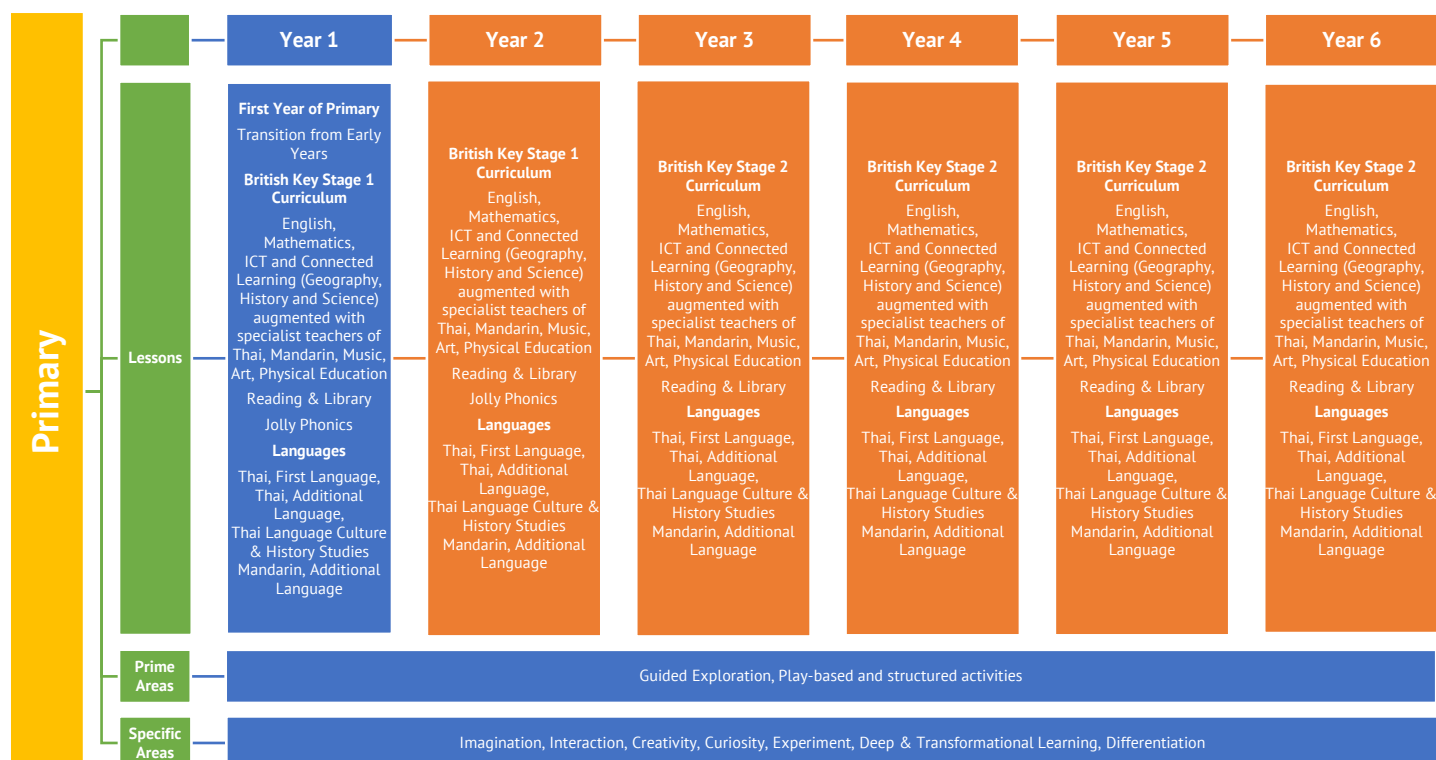 Primary
Year 1
Year 2
Year 3
Year 4
Year 5
Year 6
Lessons
First Year of Primary
Transition from Early
Years
British Key Stage 1
Curriculum
English,
Mathematics,
ICT and Connected
Learning (Geography,
History and Science)
augmented with
specialist teachers of
Thai, Mandarin, Music,
Art, Physical Education
Reading & Library
Jolly Phonics
Languages
Thai, First Language,
Thai, Additional
Language,
Thai Language Culture
& History Studies
Mandarin, Additional
Language
British Key Stage 1
Curriculum
English,
Mathematics,
ICT and Connected
Learning (Geography,
History and Science)
augmented with
specialist teachers of
Thai, Mandarin, Music,
Art, Physical Education
Reading & Library
Jolly Phonics
Languages
Thai, First Language,
Thai, Additional
Language,
Thai Language Culture &
History Studies
Mandarin, Additional
Language
British Key Stage 2
Curriculum
English,
Mathematics,
ICT and Connected
Learning (Geography,
History and Science)
augmented with
specialist teachers of
Thai, Mandarin, Music,
Art, Physical Education
Reading & Library
Languages
Thai, First Language,
Thai, Additional
Language,
Thai Language Culture &
History Studies
Mandarin, Additional
Language
British Key Stage 2
Curriculum
English,
Mathematics,
ICT and Connected
Learning (Geography,
History and Science)
augmented with
specialist teachers of
Thai, Mandarin, Music,
Art, Physical Education
Reading & Library
Languages
Thai, First Language,
Thai, Additional
Language,
Thai Language Culture &
History Studies
Mandarin, Additional
Language
British Key Stage 2
Curriculum
English,
Mathematics,
ICT and Connected
Learning (Geography,
History and Science)
augmented with
specialist teachers of
Thai, Mandarin, Music,
Art, Physical Education
Reading & Library
Languages
Thai, First Language,
Thai, Additional
Language,
Thai Language Culture &
History Studies
Mandarin, Additional
Language
British Key Stage 2
Curriculum
English,
Mathematics,
ICT and Connected
Learning (Geography,
History and Science)
augmented with
specialist teachers of
Thai, Mandarin, Music,
Art, Physical Education
Reading & Library
Languages
Thai, First Language,
Thai, Additional
Language,
Thai Language Culture &
History Studies
Mandarin, Additional
Language
Prime
Areas
Guided Exploration, Play-based and structured activities
Specific
Areas
Imagination, Interaction, Creativity, Curiosity, Experiment, Deep & Transformational Learning, Differentiation